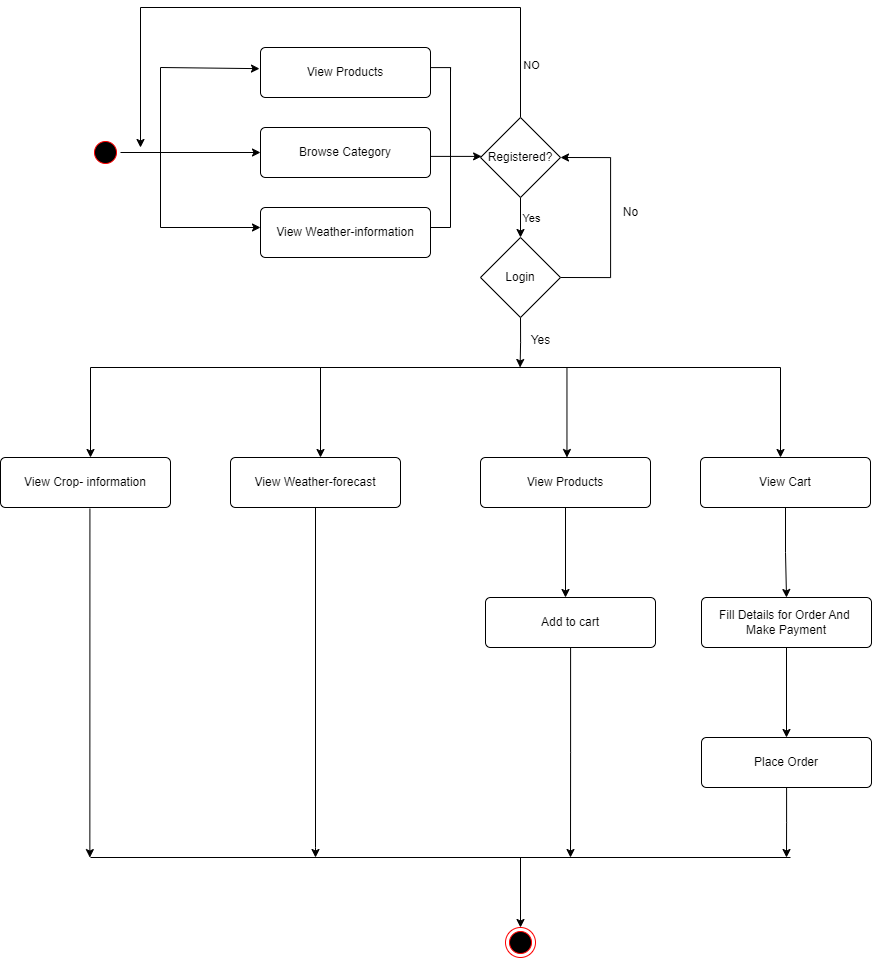 NO
View Products
Browse Category
Registered?
No
Yes
View Weather-information
Login
Yes
View Crop- information
View Weather-forecast
View Products
View Cart
Add to cart
Fill Details for Order And
Make Payment
Place Order